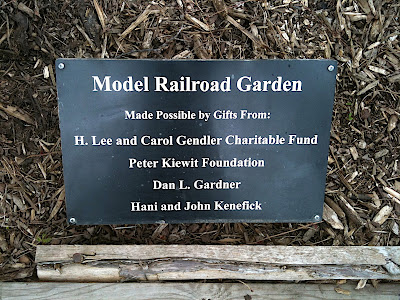 Model Railroad Garden
Made Possible by Gifts From:
H. Lee and Carol Gendler Charitable Fund
Peter Kiewit Foundation
Dan L. Gardner
Hani and John Kenefick